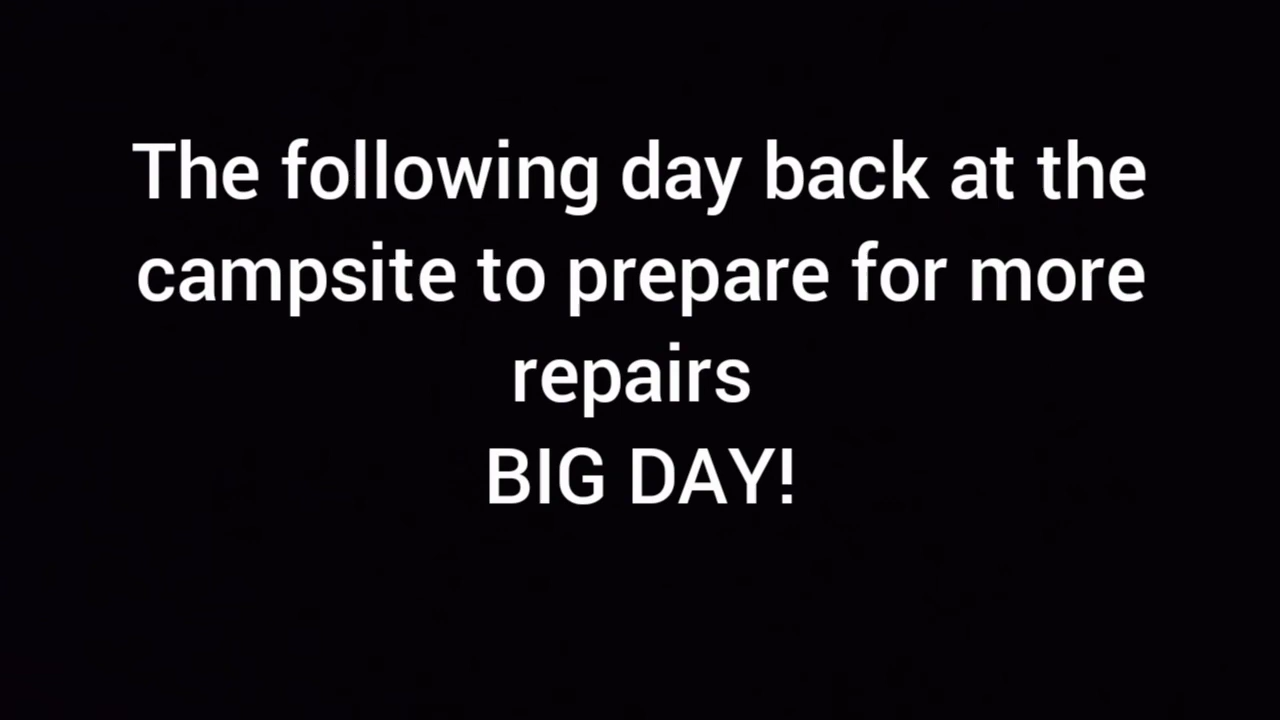 The following day back at the
campsite to prepare for more
repairs
BIG DAY!